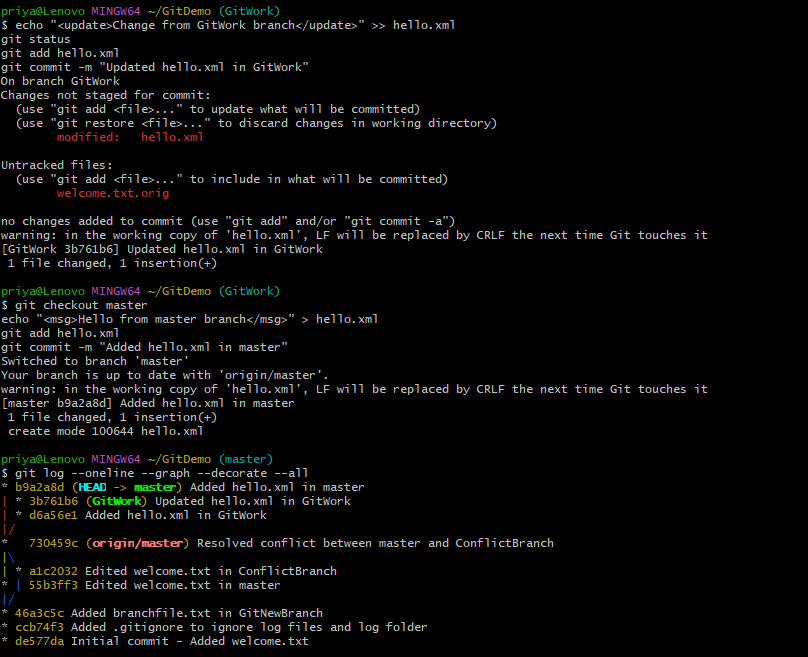 priya@Lenovo MINGW64 ~/GitDemo (GitWork)
$ echo "<update>Change from GitWork branch</update>" >> hello.xml
git status
git add hello.xml
git commit -m "Updated hello.xml in GitWork"
On branch GitWork
Changes not staged for commit:
  (use "git add <file>..." to update what will be committed)
  (use "git restore <file>..." to discard changes in working directory)
        modified:   hello.xml

Untracked files:
  (use "git add <file>..." to include in what will be committed)
        welcome.txt.orig

no changes added to commit (use "git add" and/or "git commit -a")
warning: in the working copy of 'hello.xml', LF will be replaced by CRLF the next time Git touches it
[GitWork 3b761b6] Updated hello.xml in GitWork
 1 file changed, 1 insertion(+)

priya@Lenovo MINGW64 ~/GitDemo (GitWork)
$ git checkout master
echo "<msg>Hello from master branch</msg>" > hello.xml
git add hello.xml
git commit -m "Added hello.xml in master"
Switched to branch 'master'
Your branch is up to date with 'origin/master'.
warning: in the working copy of 'hello.xml', LF will be replaced by CRLF the next time Git touches it
[master b9a2a8d] Added hello.xml in master
 1 file changed, 1 insertion(+)
 create mode 100644 hello.xml

priya@Lenovo MINGW64 ~/GitDemo (master)
$ git log --oneline --graph --decorate --all
* b9a2a8d (HEAD -> master) Added hello.xml in master
| * 3b761b6 (GitWork) Updated hello.xml in GitWork
| * d6a56e1 Added hello.xml in GitWork
|/
*   730459c (origin/master) Resolved conflict between master and ConflictBranch
|\
| * a1c2032 Edited welcome.txt in ConflictBranch
* | 55b3ff3 Edited welcome.txt in master
|/
* 46a3c5c Added branchfile.txt in GitNewBranch
* ccb74f3 Added .gitignore to ignore log files and log folder
* de577da Initial commit - Added welcome.txt